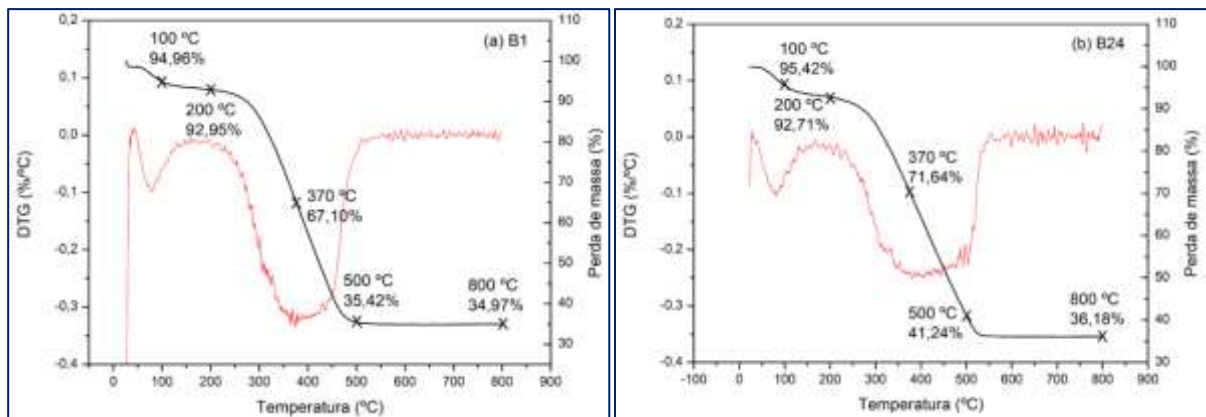 (a) B1
100 ºC
94,96%
200 ºC
92,95%
370 ºC
67,10%
500 ºC
35,42%
800 ºC
34,97%
DTG (%/ºC)
0,2
0,1
0,0
-0,1
-0,2
-0,3
-0,4
Perda de massa (%)
110
100
90
80
70
60
50
40
30
0 100 200 300 400 500 600 700 800 900
Temperatura (ºC)
(b) B24
100 ºC
95,42%
200 ºC
92,71%
370 ºC
71,64%
500 ºC
41,24%
800 ºC
36,18%
DTG (%/ºC)
0,2
0,1
0,0
-0,1
-0,2
-0,3
-0,4
Perda de massa (%)
110
100
90
80
70
60
50
40
30
-100 0 100 200 300 400 500 600 700 800 900
Temperatura (ºC)